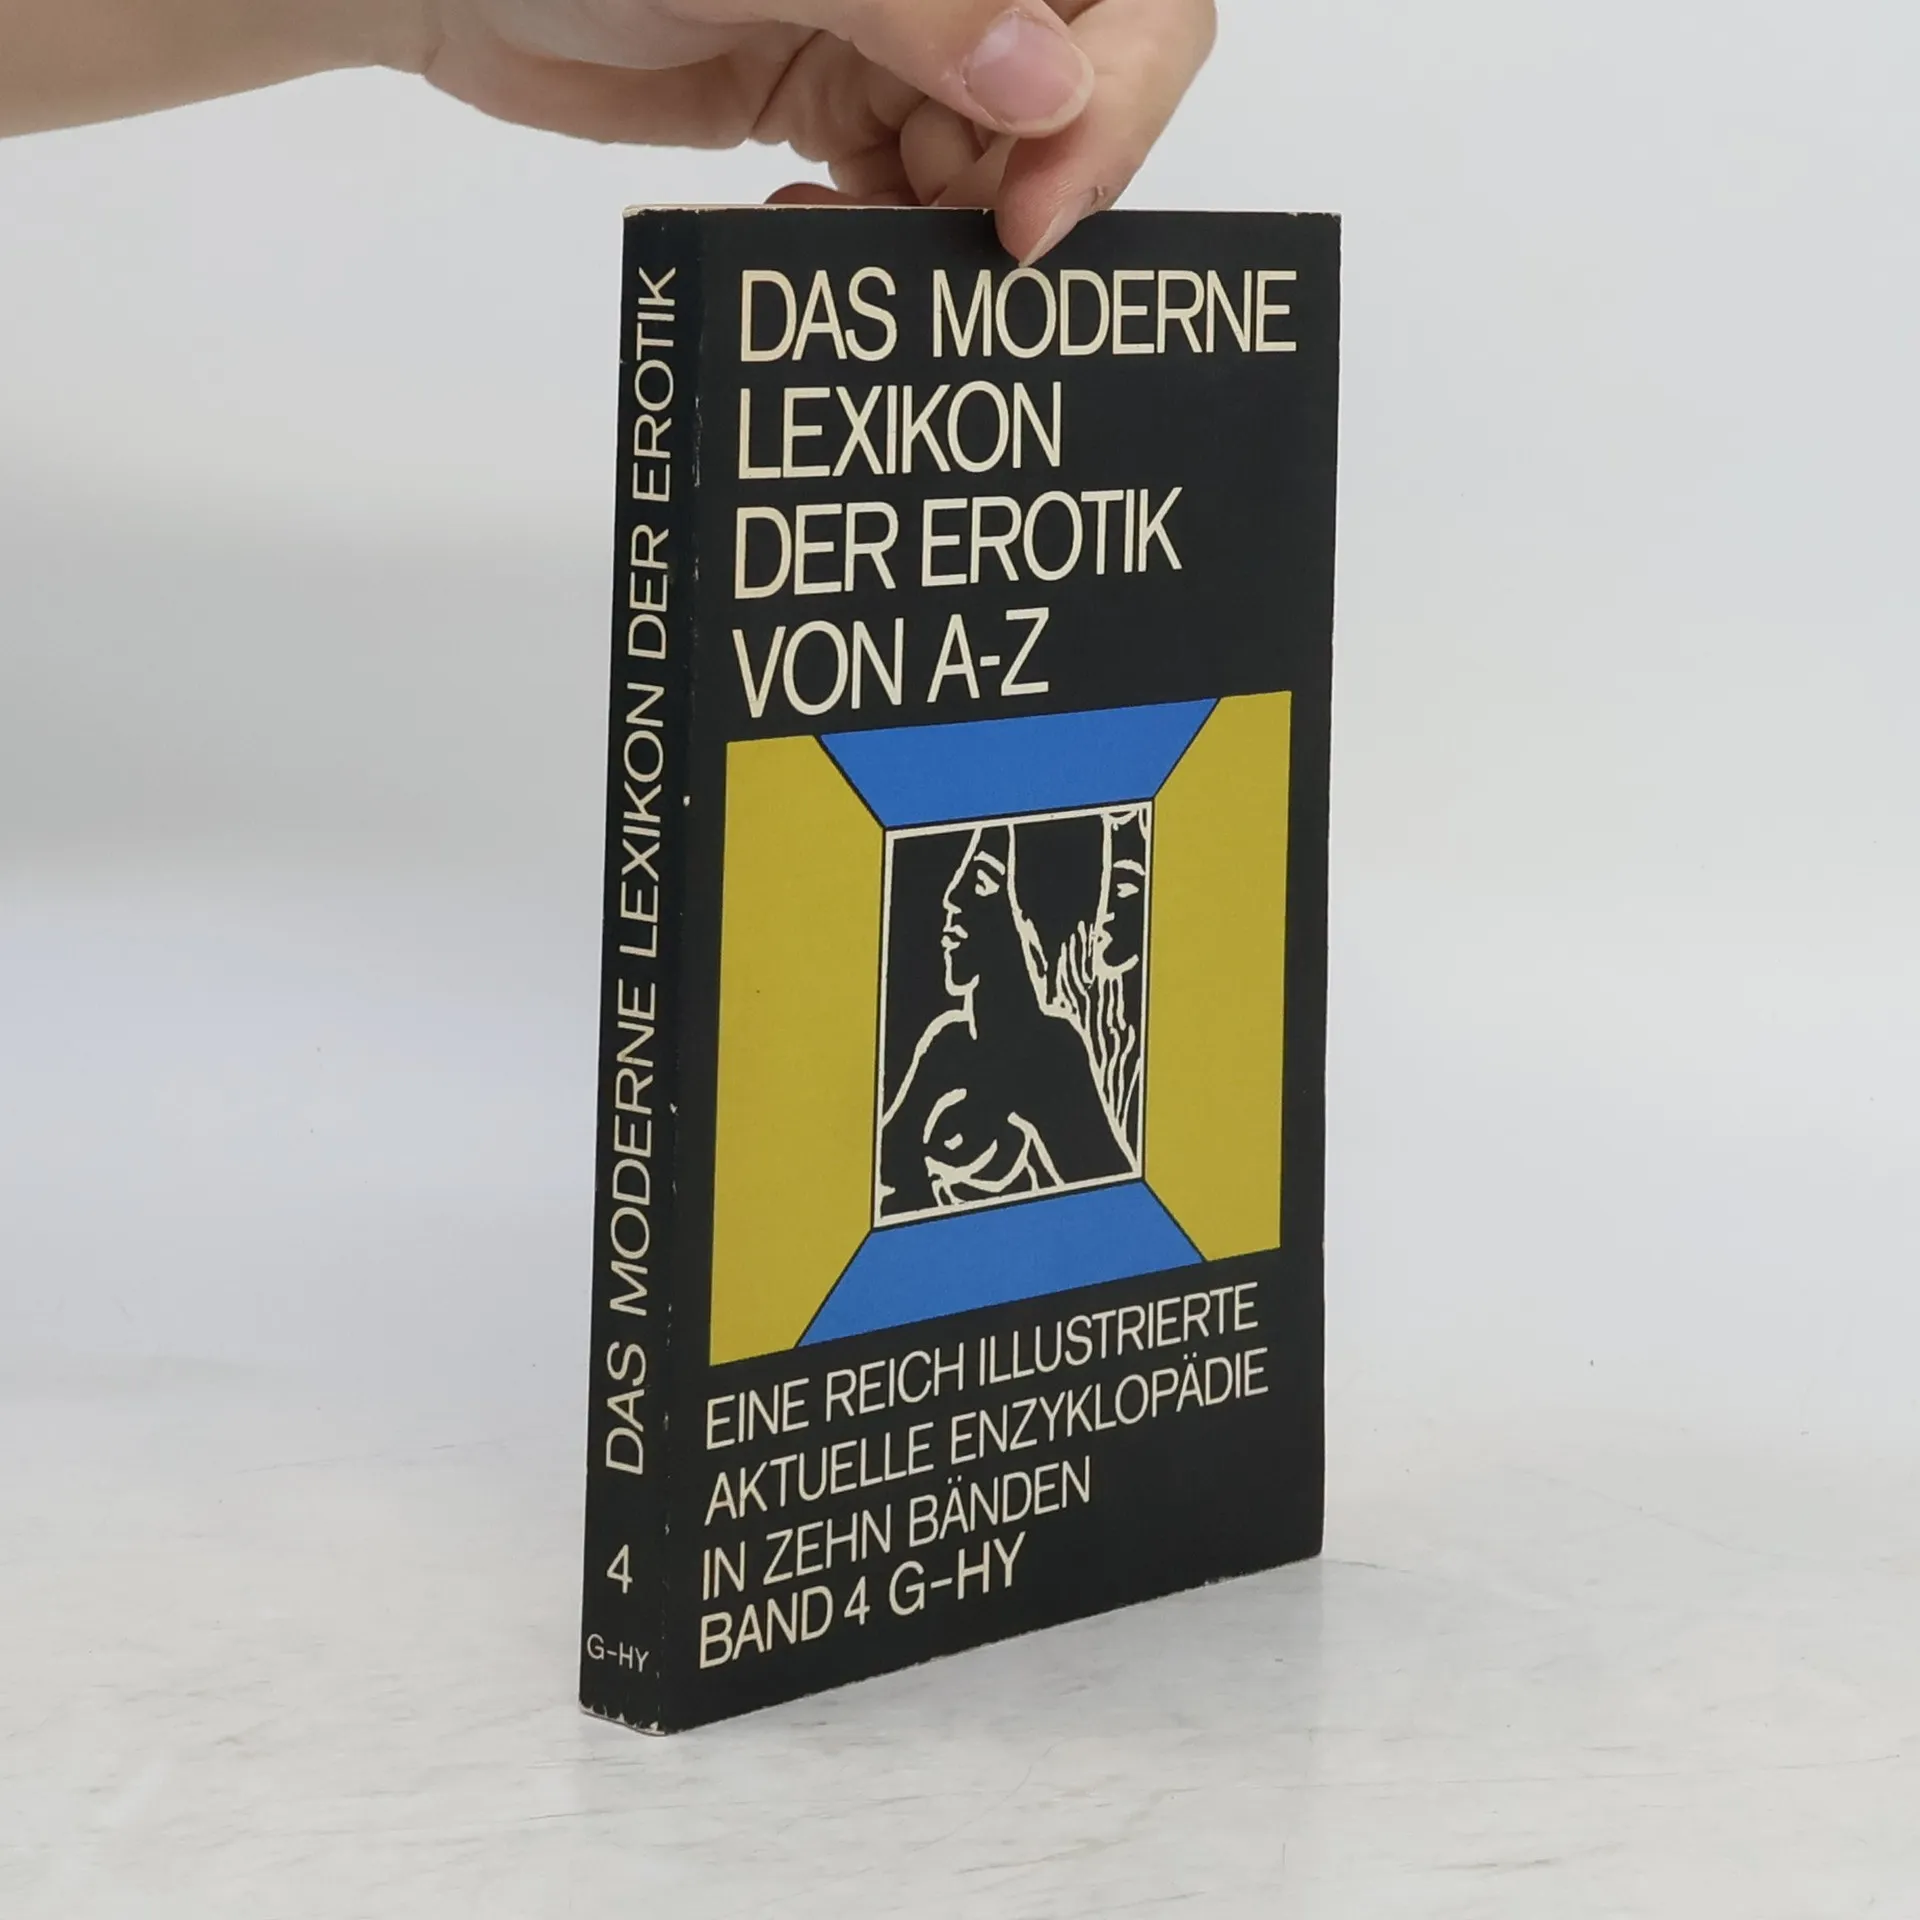 DAS MODERNE LEXIKON DER EROTIK
4
G–HY
DAS MODERNE
LEXIKON
DER EROTIK
VON A-Z
EINE REICH ILLUSTRIERTE
AKTUELLE ENZYKLOPÄDIE
IN ZEHN BÄNDEN
BAND 4 G–HY